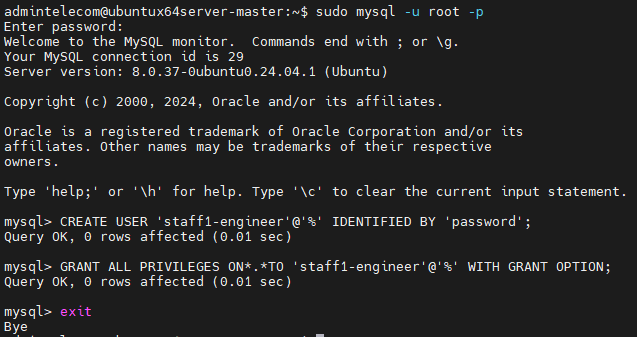 admintelecom@ubuntux64server-master:~$ sudo mysql -u root -p
Enter password:
Welcome to the MySQL monitor.  Commands end with ; or \g.
Your MySQL connection id is 29
Server version: 8.0.37-0ubuntu0.24.04.1 (Ubuntu)
Copyright (c) 2000, 2024, Oracle and/or its affiliates.
Oracle is a registered trademark of Oracle Corporation and/or its
affiliates. Other names may be trademarks of their respective
owners.
Type 'help;' or '\h' for help. Type '\c' to clear the current input statement.
mysql> CREATE USER 'staff1-engineer'@'%' IDENTIFIED BY 'password';
Query OK, 0 rows affected (0.01 sec)
mysql> GRANT ALL PRIVILEGES ON*.*TO 'staff1-engineer'@'%' WITH GRANT OPTION;
Query OK, 0 rows affected (0.01 sec)
mysql> exit
Bye